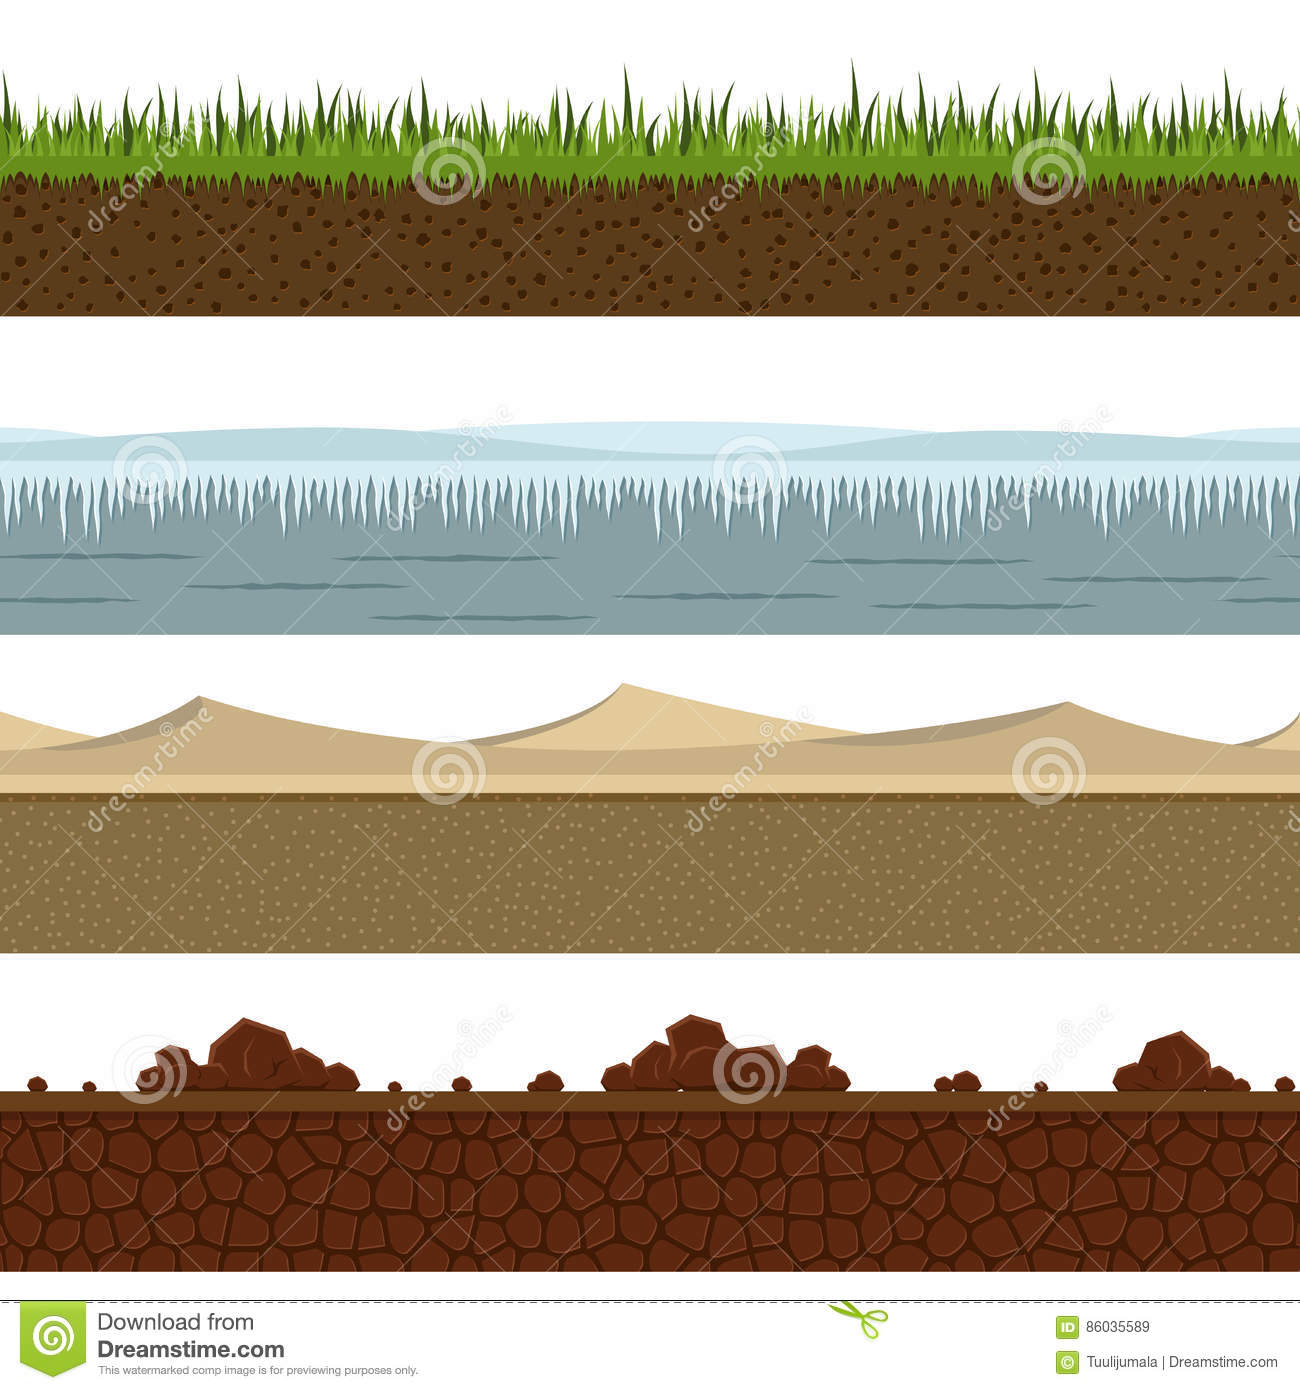 dreamstime
dreamstime
dreamstime
dreamstime
dreamstime
dreamstime
dreamstime
dreamstime
Download from
Dreamstime.com
This watermarked comp image is for previewing purposes only.
ID 86035589
© Tuulijumala | Dreamstime.com